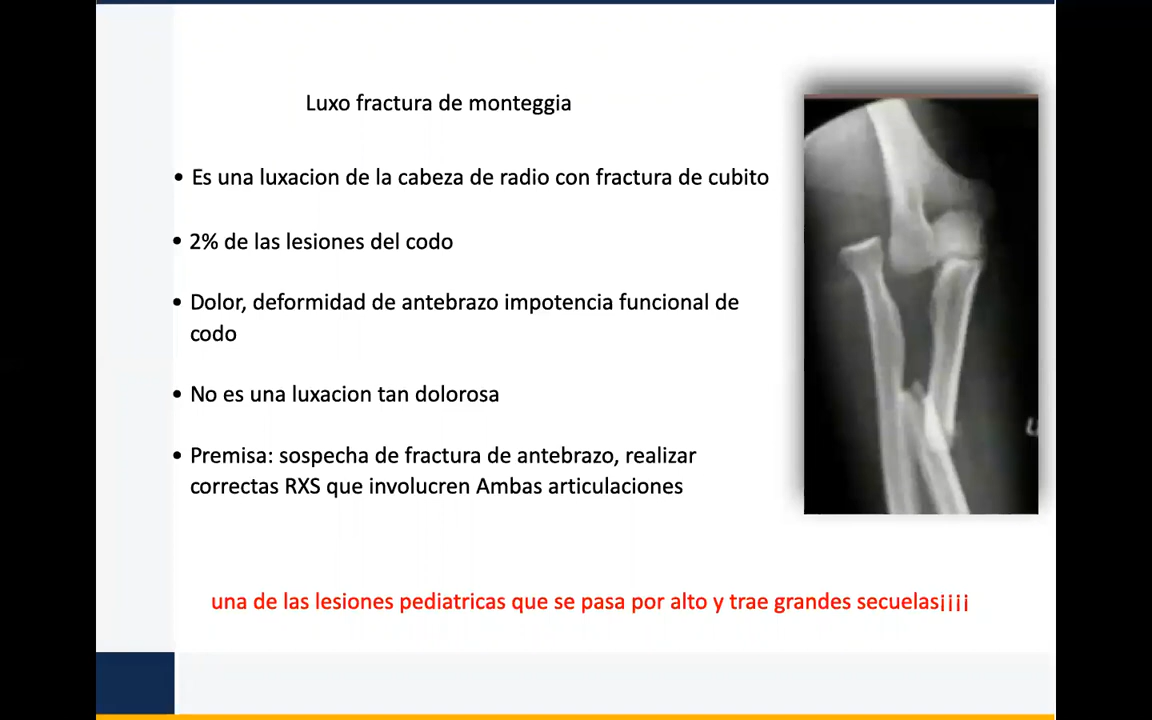 Luxo fractura de monteggia
• Es una luxacion de la cabeza de radio con fractura de cubito
• 2% de las lesiones del codo
• Dolor, deformidad de antebrazo impotencia funcional de
codo
• No es una luxacion tan dolorosa
• Premisa: sospecha de fractura de antebrazo, realizar
correctas RXS que involucren Ambas articulaciones
una de las lesiones pediatricas que se pasa por alto y trae grandes secuelas¡¡¡¡